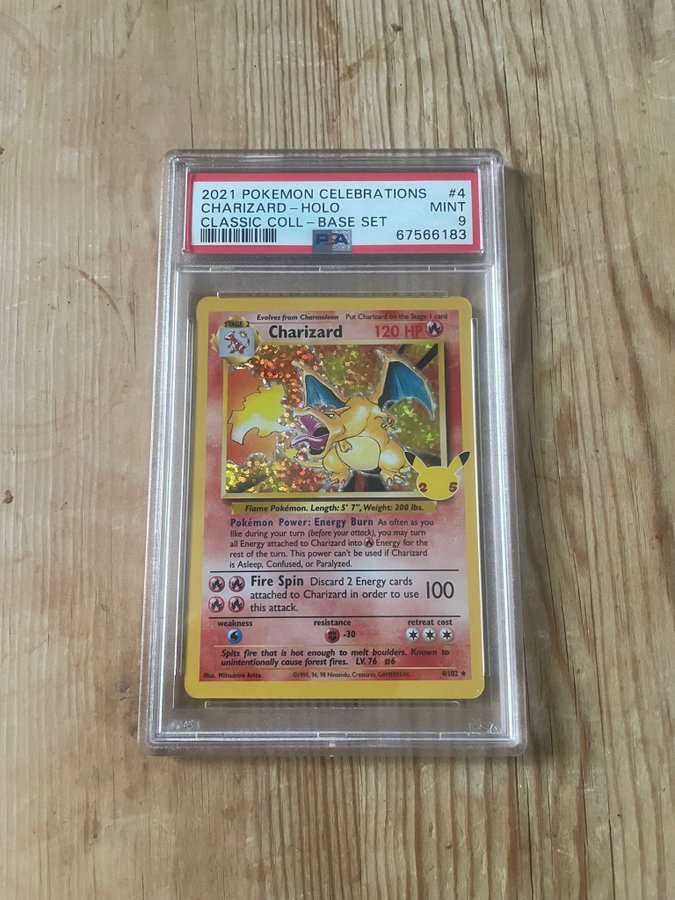 2021 POKEMON CELEBRATIONS #4
CHARIZARD – HOLO MINT
CLASSIC COLL – BASE SET 9
PSA 67566183
Evolves from Charmeleon Put Charizard on the Stage 1 card
STAGE 2
Charizard 120 HP
25
Flame Pokémon. Length: 5' 7", Weight: 200 lbs.
Pokémon Power: Energy Burn As often as you
like during your turn (before your attack), you may turn
all Energy attached to Charizard into Energy for the
rest of the turn. This power can't be used if Charizard
is Asleep, Confused, or Paralyzed.
Fire Spin Discard 2 Energy cards
attached to Charizard in order to use 100
this attack.
weakness resistance retreat cost
-30
Spits fire that is hot enough to melt boulders. Known to
unintentionally cause forest fires. LV. 76 #6
Illus. Mitsuhiro Arita ©1995, 96, 98 Nintendo, Creatures, GAMEFREAK. 4/102 ★